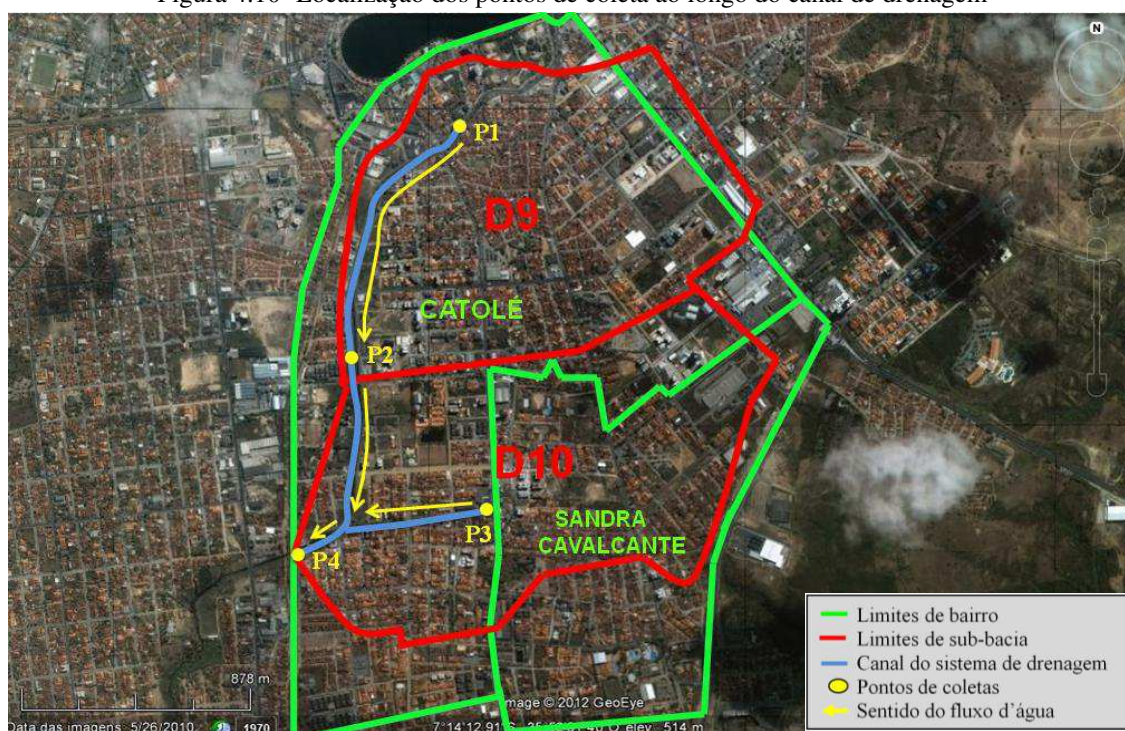 Figura 4.10- Localização dos pontos de coleta ao longo do canal de drenagem
N
P1
D9
CATOLÉ
P2
D10
P3
SANDRA
CAVALCANTE
P4
Limites de bairro
Limites de sub-bacia
Canal do sistema de drenagem
Pontos de coletas
Sentido do fluxo d'água
878 m
Image © 2012 GeoEye
Data das imagens: 5/26/2010 1970
elev 514 m